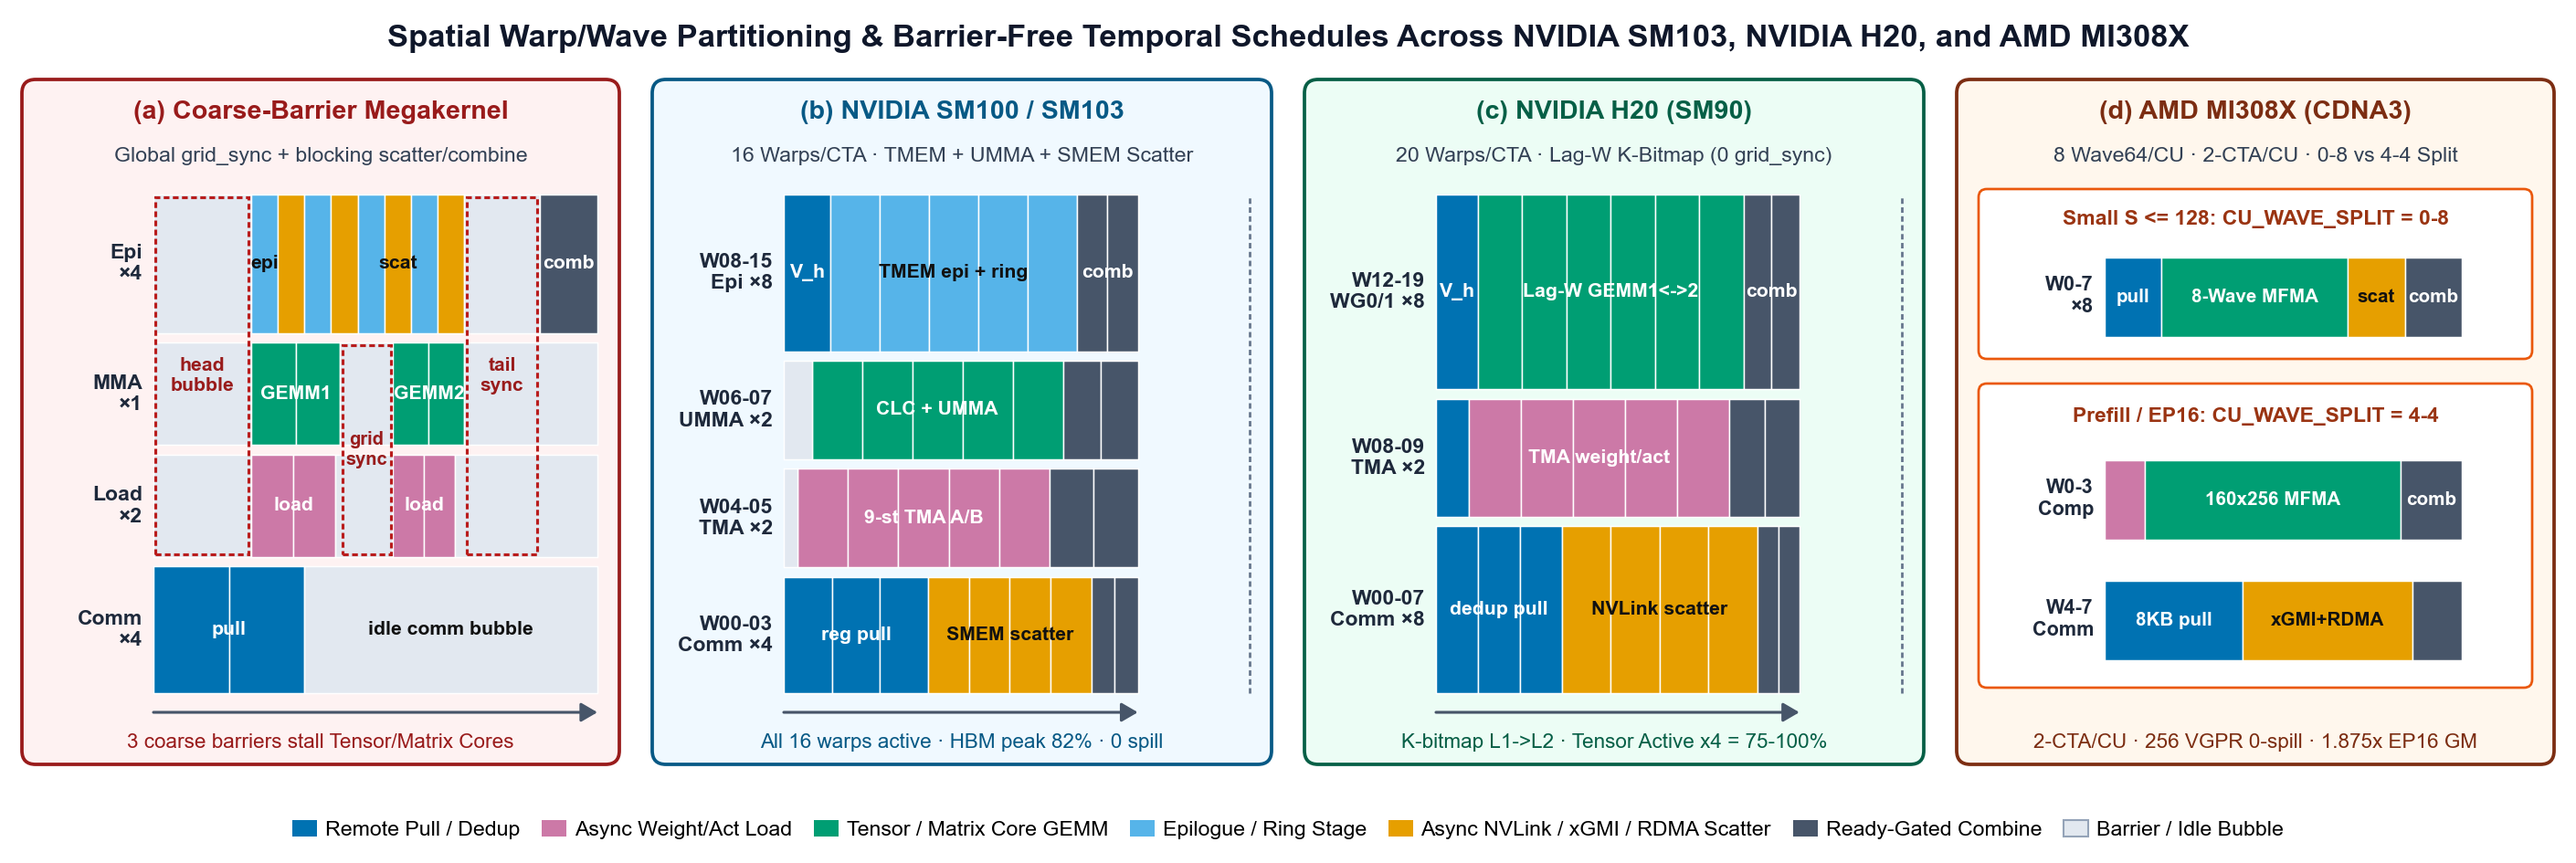 Spatial Warp/Wave Partitioning & Barrier-Free Temporal Schedules Across NVIDIA SM103, NVIDIA H20, and AMD MI308X
(a) Coarse-Barrier Megakernel
Global grid_sync + blocking scatter/combine
Epi
×4
epi
scat
comb
head
bubble
tail
sync
MMA
×1
GEMM1
GEMM2
grid
sync
Load
×2
load
load
Comm
×4
pull
idle comm bubble
3 coarse barriers stall Tensor/Matrix Cores
(b) NVIDIA SM100 / SM103
16 Warps/CTA · TMEM + UMMA + SMEM Scatter
W08-15
Epi ×8
V_h
TMEM epi + ring
comb
W06-07
UMMA ×2
CLC + UMMA
W04-05
TMA ×2
9-st TMA A/B
W00-03
Comm ×4
reg pull
SMEM scatter
All 16 warps active · HBM peak 82% · 0 spill
(c) NVIDIA H20 (SM90)
20 Warps/CTA · Lag-W K-Bitmap (0 grid_sync)
W12-19
WG0/1 ×8
V_h
Lag-W GEMM1<->2
comb
W08-09
TMA ×2
TMA weight/act
W00-07
Comm ×8
dedup pull
NVLink scatter
K-bitmap L1->L2 · Tensor Active x4 = 75-100%
(d) AMD MI308X (CDNA3)
8 Wave64/CU · 2-CTA/CU · 0-8 vs 4-4 Split
Small S <= 128: CU_WAVE_SPLIT = 0-8
W0-7
×8
pull
8-Wave MFMA
scat
comb
Prefill / EP16: CU_WAVE_SPLIT = 4-4
W0-3
Comp
160x256 MFMA
comb
W4-7
Comm
8KB pull
xGMI+RDMA
2-CTA/CU · 256 VGPR 0-spill · 1.875x EP16 GM
Remote Pull / Dedup
Async Weight/Act Load
Tensor / Matrix Core GEMM
Epilogue / Ring Stage
Async NVLink / xGMI / RDMA Scatter
Ready-Gated Combine
Barrier / Idle Bubble